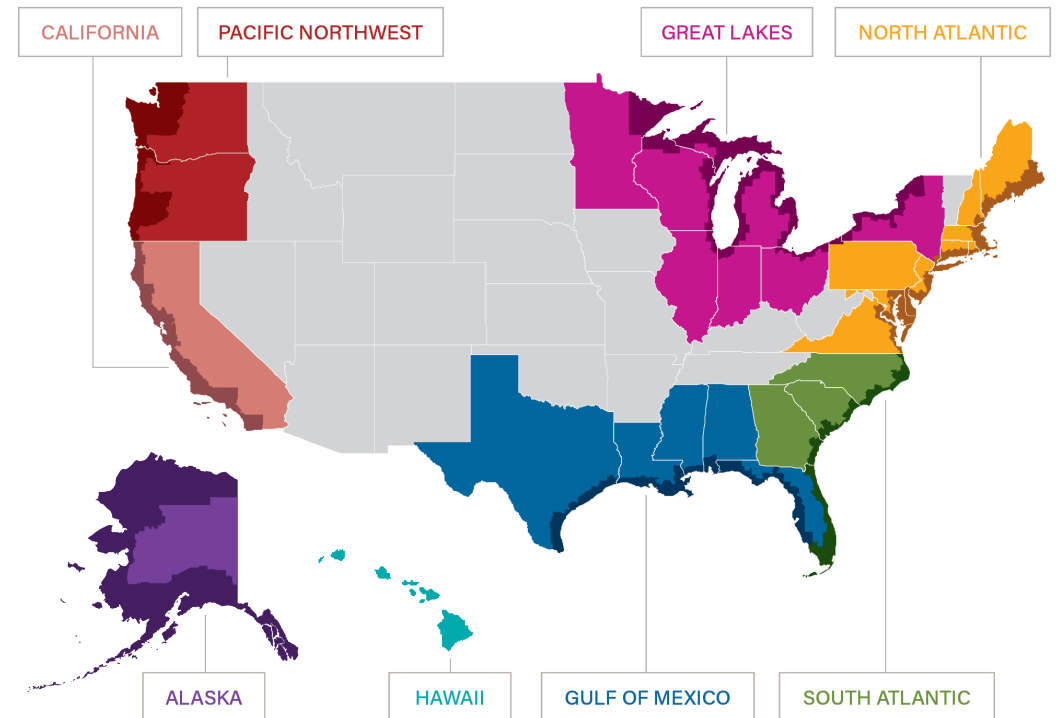 CALIFORNIA
PACIFIC NORTHWEST
GREAT LAKES
NORTH ATLANTIC
ALASKA
HAWAII
GULF OF MEXICO
SOUTH ATLANTIC